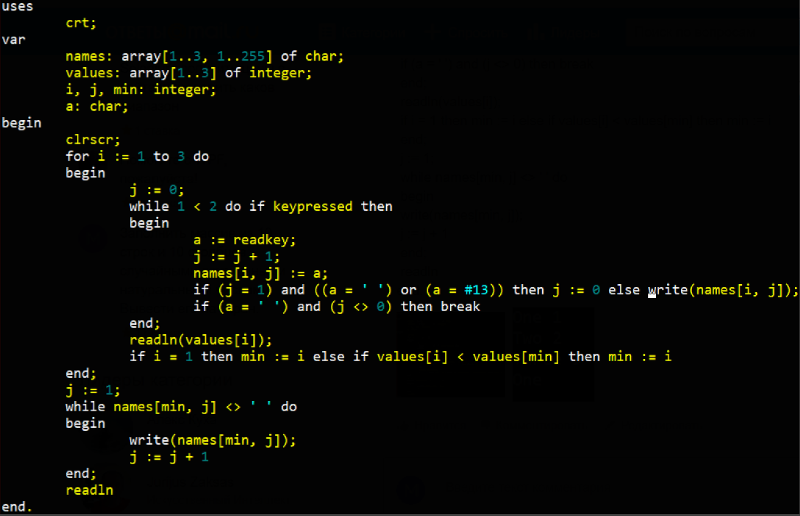 uses
        crt;
var
        names: array[1..3, 1..255] of char;
        values: array[1..3] of integer;
        i, j, min: integer;
        a: char;
begin
        clrscr;
        for i := 1 to 3 do
        begin
                j := 0;
                while 1 < 2 do if keypressed then
                begin
                        a := readkey;
                        j := j + 1;
                        names[i, j] := a;
                        if (j = 1) and ((a = ' ') or (a = #13)) then j := 0 else write(names[i, j]);
                        if (a = ' ') and (j <> 0) then break
                end;
                readln(values[i]);
                if i = 1 then min := i else if values[i] < values[min] then min := i
        end;
        j := 1;
        while names[min, j] <> ' ' do
        begin
                write(names[min, j]);
                j := j + 1
        end;
        readln
end.